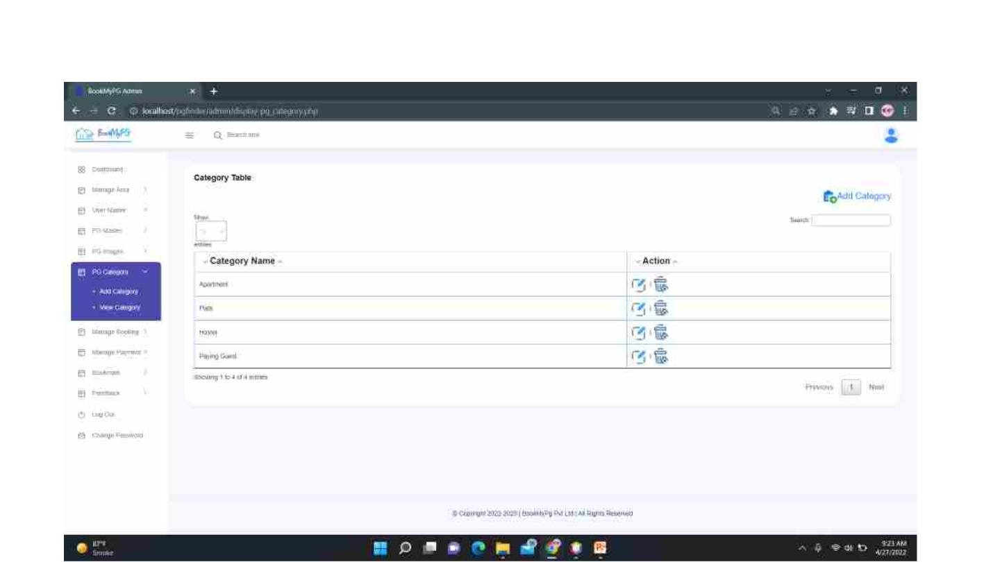 BookMyPG Admin
localhost/pgfinder/admin/display-pg_category.php
BookMyPG
Search
Dashboard
Manage Area
User Master
PG Master
PG Images
PG Category
Add Category
View Category
Manage Booking
Manage Payment
Bookmark
Feedback
Log Out
Change Password
Category Table
Add Category
Show
entries
Search:
Category Name
Action
Apartment
Hostel
Paying Guest
Showing 1 to 4 of 4 entries
Previous 1 Next
© Copyright 2022-2023 | BookMyPg Pvt Ltd | All Rights Reserved
87°F
Smoke
9:23 AM
4/27/2022